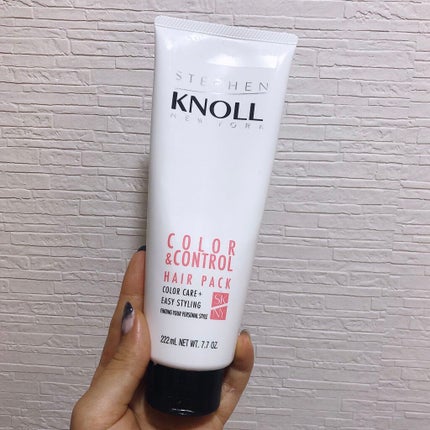 STEPHEN
KNOLL
NEW YORK
COLOR
&CONTROL
HAIR PACK
COLOR CARE+
EASY STYLING
FINDING YOUR PERSONAL STYLE
SK
NY
222mL NET WT. 7.7 OZ.